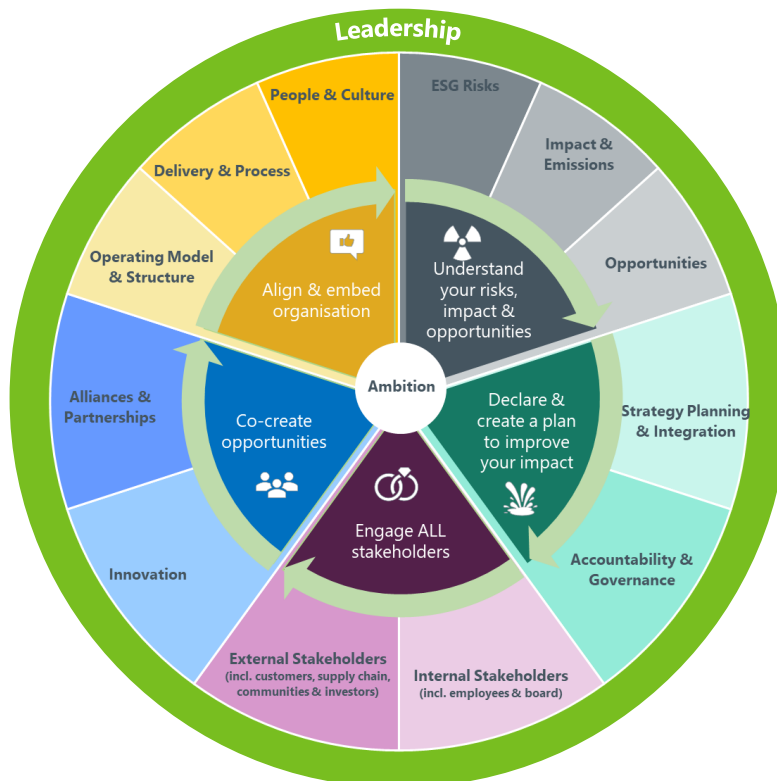 Leadership
People & Culture
ESG Risks
Impact &
Emissions
Delivery & Process
Operating Model
& Structure
Opportunities
Align & embed
organisation
Understand
your risks,
impact &
opportunities
Ambition
Alliances &
Partnerships
Co-create
opportunities
Declare &
create a plan
to improve
your impact
Strategy Planning
& Integration
Engage ALL
stakeholders
Innovation
Accountability &
Governance
External Stakeholders
(incl. customers, supply chain,
communities & investors)
Internal Stakeholders
(incl. employees & board)